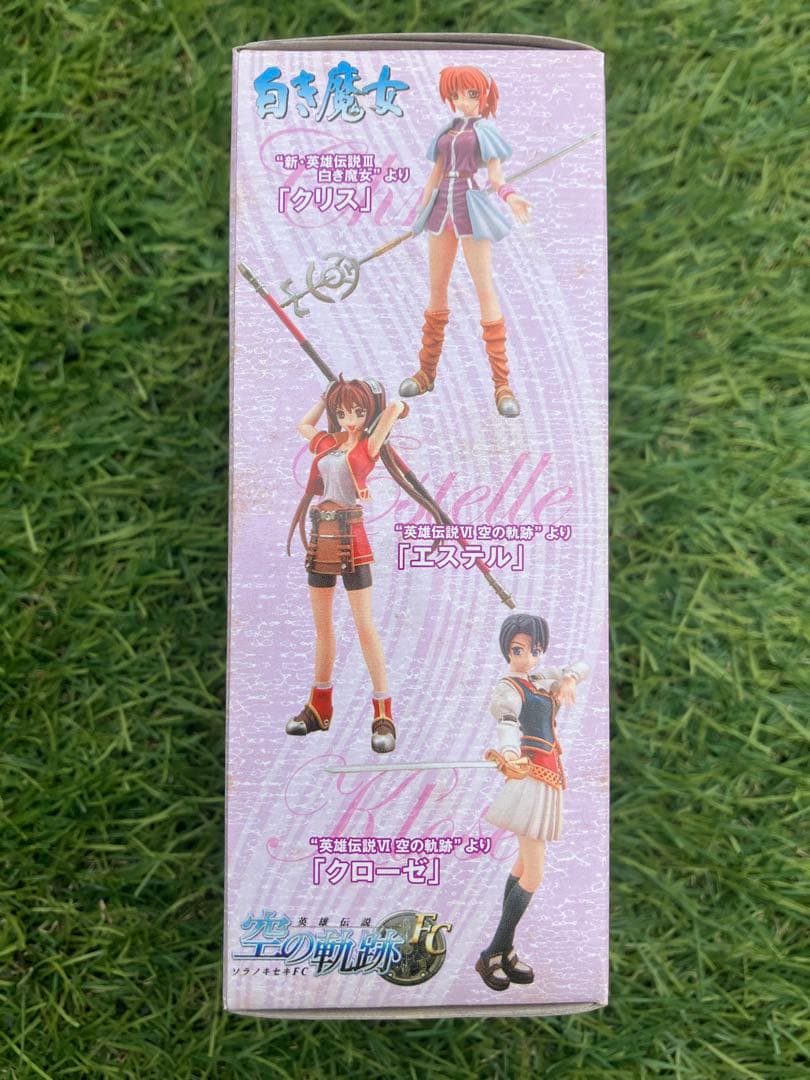 白き魔女
“新・英雄伝説Ⅲ
白き魔女”より
「クリス」
Estelle
“英雄伝説Ⅵ 空の軌跡”より
「エステル」
“英雄伝説Ⅵ 空の軌跡”より
「クローゼ」
英雄伝説
空の軌跡FC
ソラノキセキFC